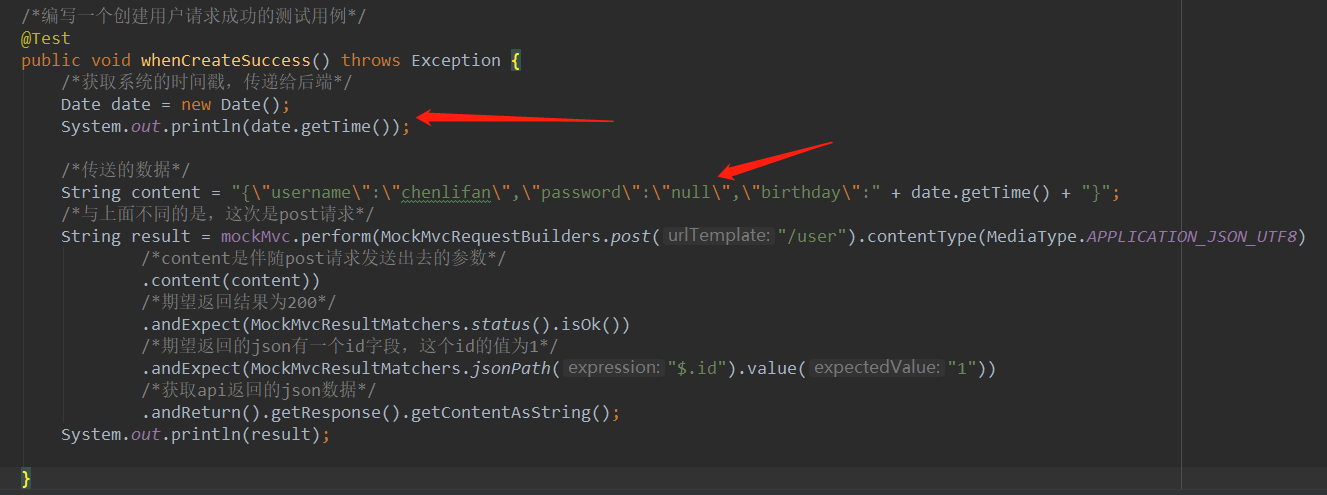 /*编写一个创建用户请求成功的测试用例*/
@Test
public void whenCreateSuccess() throws Exception {
/*获取系统的时间戳，传递给后端*/
Date date = new Date();
System.out.println(date.getTime());
/*传送的数据*/
String content = "{\"username\":\"chenlifan\",\"password\":\"null\",\"birthday\":" + date.getTime() + "}";
/*与上面不同的是，这次是post请求*/
String result = mockMvc.perform(MockMvcRequestBuilders.post( urlTemplate: "/user").contentType(MediaType.APPLICATION_JSON_UTF8)
/*content是伴随post请求发送出去的参数*/
.content(content))
/*期望返回结果为200*/
.andExpect(MockMvcResultMatchers.status().isOk())
/*期望返回的json有一个id字段，这个id的值为1*/
.andExpect(MockMvcResultMatchers.jsonPath( expression: "$.id").value( expectedValue: "1"))
/*获取api返回的json数据*/
.andReturn().getResponse().getContentAsString();
System.out.println(result);
}